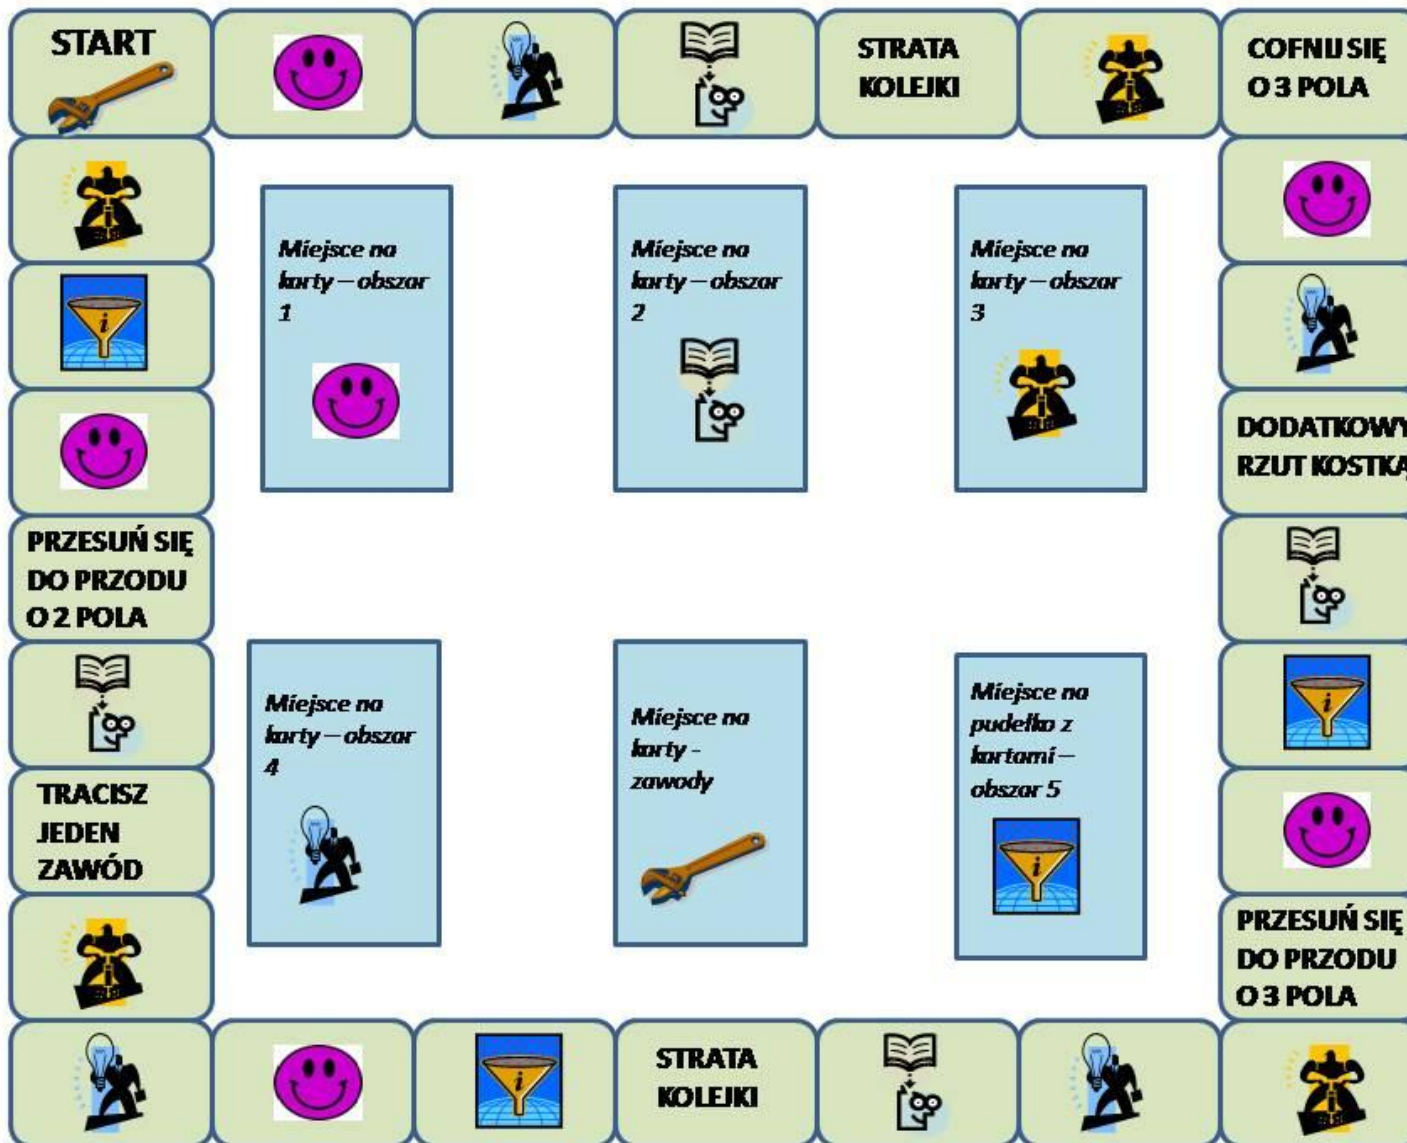 START
STRATA
KOLEJKI
COFNIJ SIĘ
O 3 POLA
Miejsce na
karty – obszar
1
Miejsce na
karty – obszar
2
Miejsce na
karty – obszar
3
DODATKOWY
RZUT KOSTKĄ
PRZESUŃ SIĘ
DO PRZODU
O 2 POLA
Miejsce na
karty – obszar
4
Miejsce na
karty -
zawody
Miejsce na
pudełko z
kartami –
obszar 5
TRACISZ
JEDEN
ZAWÓD
PRZESUŃ SIĘ
DO PRZODU
O 3 POLA
STRATA
KOLEJKI